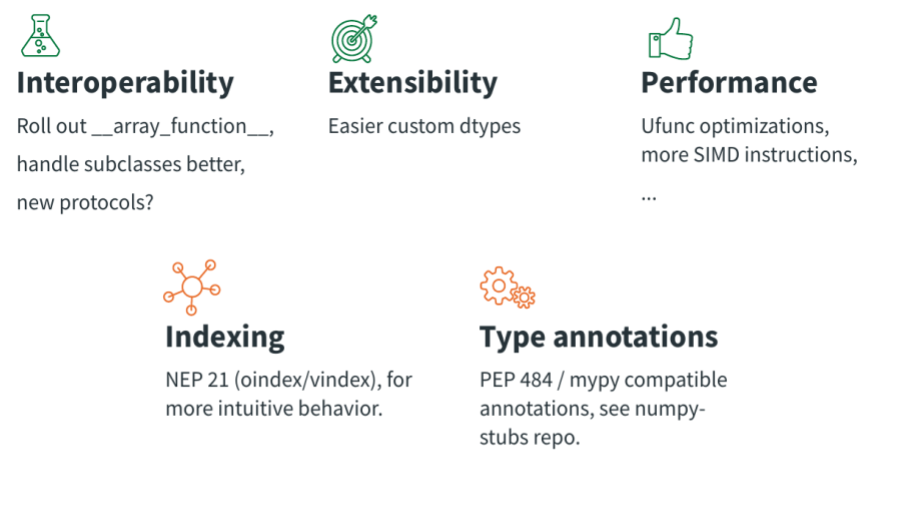 Interoperability
Roll out __array_function__,
handle subclasses better,
new protocols?
Extensibility
Easier custom dtypes
Performance
Ufunc optimizations,
more SIMD instructions,
...
Indexing
NEP 21 (oindex/vindex), for
more intuitive behavior.
Type annotations
PEP 484 / mypy compatible
annotations, see numpy-
stubs repo.